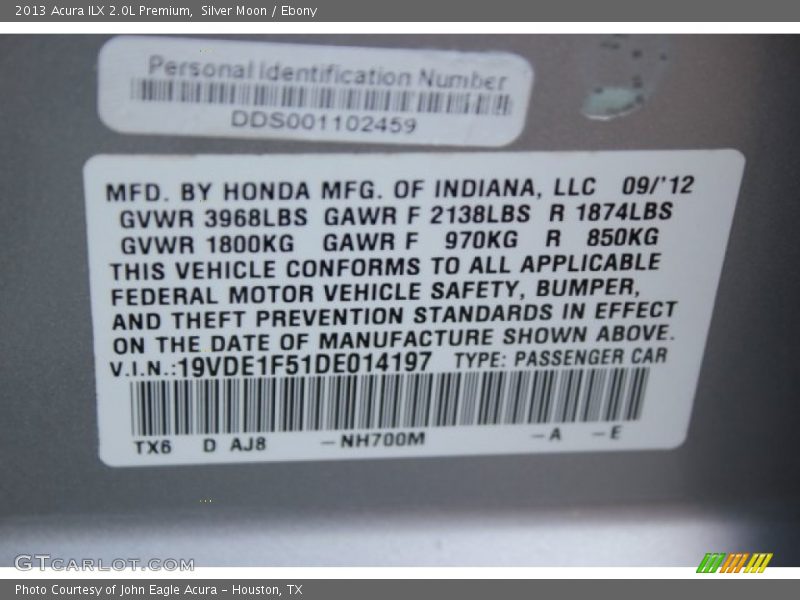 2013 Acura ILX 2.0L Premium,  Silver Moon / Ebony
Personal Identification Number
DDS001102459
MFD. BY HONDA MFG. OF INDIANA, LLC 09/'12
GVWR 3968LBS GAWR F 2138LBS R 1874LBS
GVWR 1800KG GAWR F 970KG R 850KG
THIS VEHICLE CONFORMS TO ALL APPLICABLE
FEDERAL MOTOR VEHICLE SAFETY, BUMPER,
AND THEFT PREVENTION STANDARDS IN EFFECT
ON THE DATE OF MANUFACTURE SHOWN ABOVE.
V.I.N.:19VDE1F51DE014197 TYPE: PASSENGER CAR
TX6 D AJ8 –NH700M –A –E
GTCARLOT.COM
Photo Courtesy of John Eagle Acura – Houston, TX